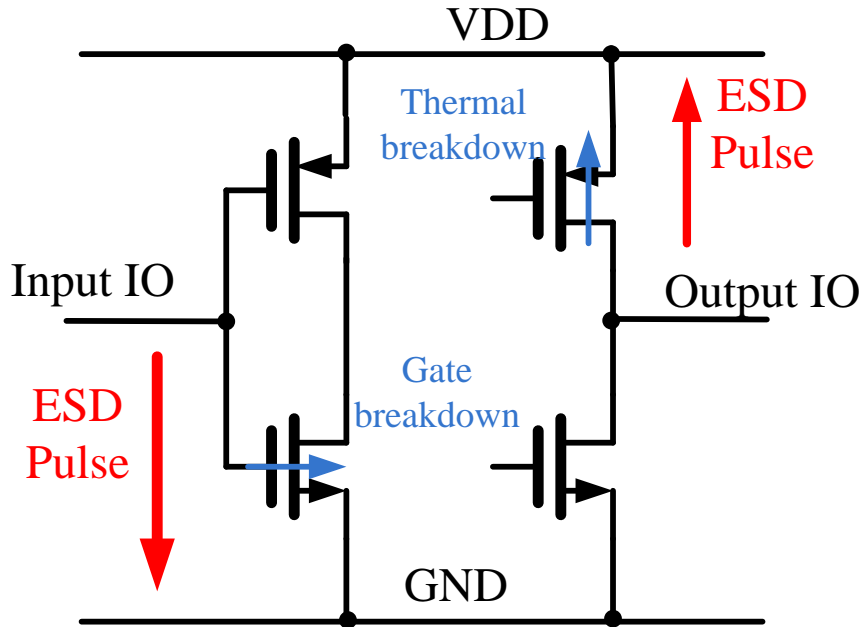 VDD
Thermal
breakdown
ESD
Pulse
Input IO
Output IO
Gate
breakdown
ESD
Pulse
GND